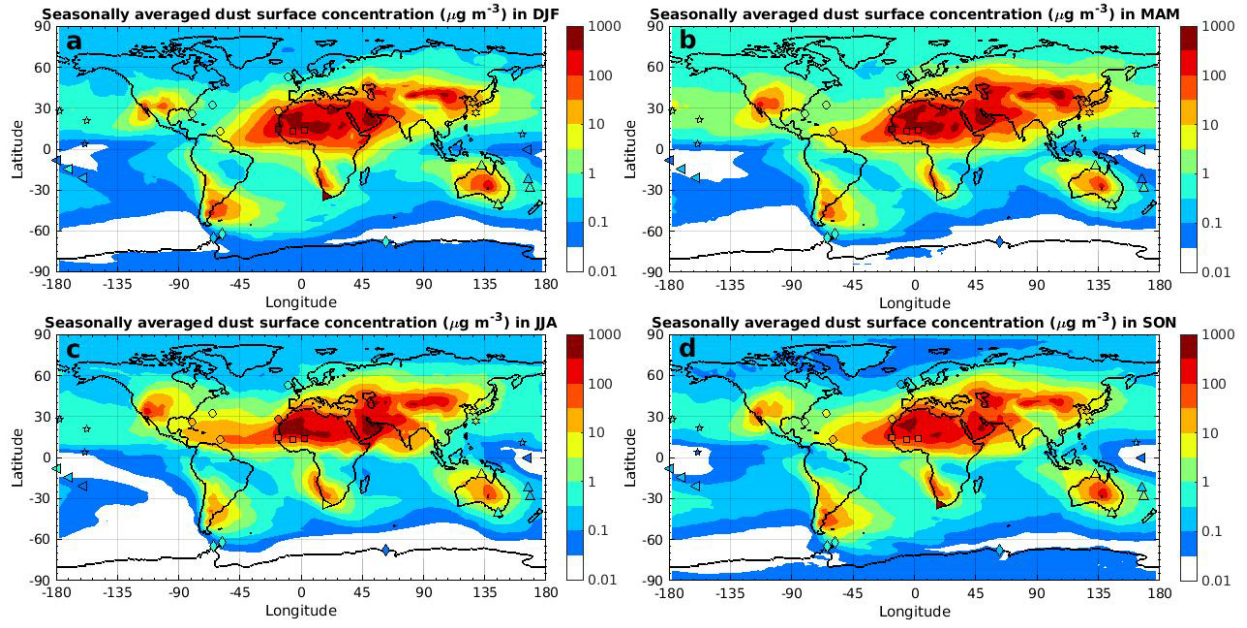 Seasonally averaged dust surface concentration (μg m⁻³) in DJF
a
90
60
30
0
-30
-60
-90
Latitude
-180 -135 -90 -45 0 45 90 135 180
Longitude
1000
100
10
1
0.1
0.01
Seasonally averaged dust surface concentration (μg m⁻³) in MAM
b
90
60
30
0
-30
-60
-90
Latitude
-180 -135 -90 -45 0 45 90 135 180
Longitude
1000
100
10
1
0.1
0.01
Seasonally averaged dust surface concentration (μg m⁻³) in JJA
c
90
60
30
0
-30
-60
-90
Latitude
-180 -135 -90 -45 0 45 90 135 180
Longitude
1000
100
10
1
0.1
0.01
Seasonally averaged dust surface concentration (μg m⁻³) in SON
d
90
60
30
0
-30
-60
-90
Latitude
-180 -135 -90 -45 0 45 90 135 180
Longitude
1000
100
10
1
0.1
0.01